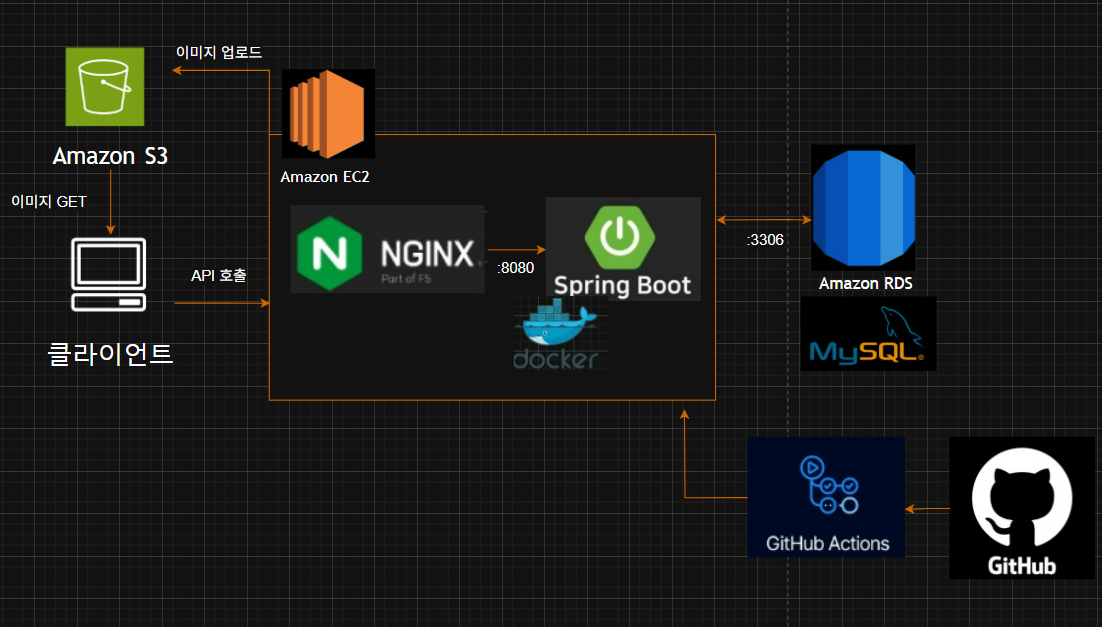 이미지 업로드
Amazon S3
Amazon EC2
이미지 GET
NGINX
Part of F5
:8080
Spring Boot
:3306
API 호출
Amazon RDS
docker
MySQL
클라이언트
GitHub Actions
GitHub